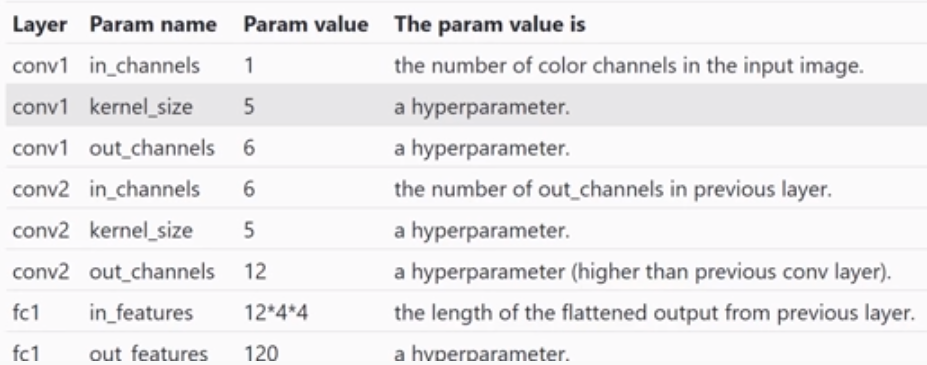 Layer Param name Param value The param value is
conv1 in_channels 1 the number of color channels in the input image.
conv1 kernel_size 5 a hyperparameter.
conv1 out_channels 6 a hyperparameter.
conv2 in_channels 6 the number of out_channels in previous layer.
conv2 kernel_size 5 a hyperparameter.
conv2 out_channels 12 a hyperparameter (higher than previous conv layer).
fc1 in_features 12*4*4 the length of the flattened output from previous layer.
fc1 out_features 120 a hyperparameter.